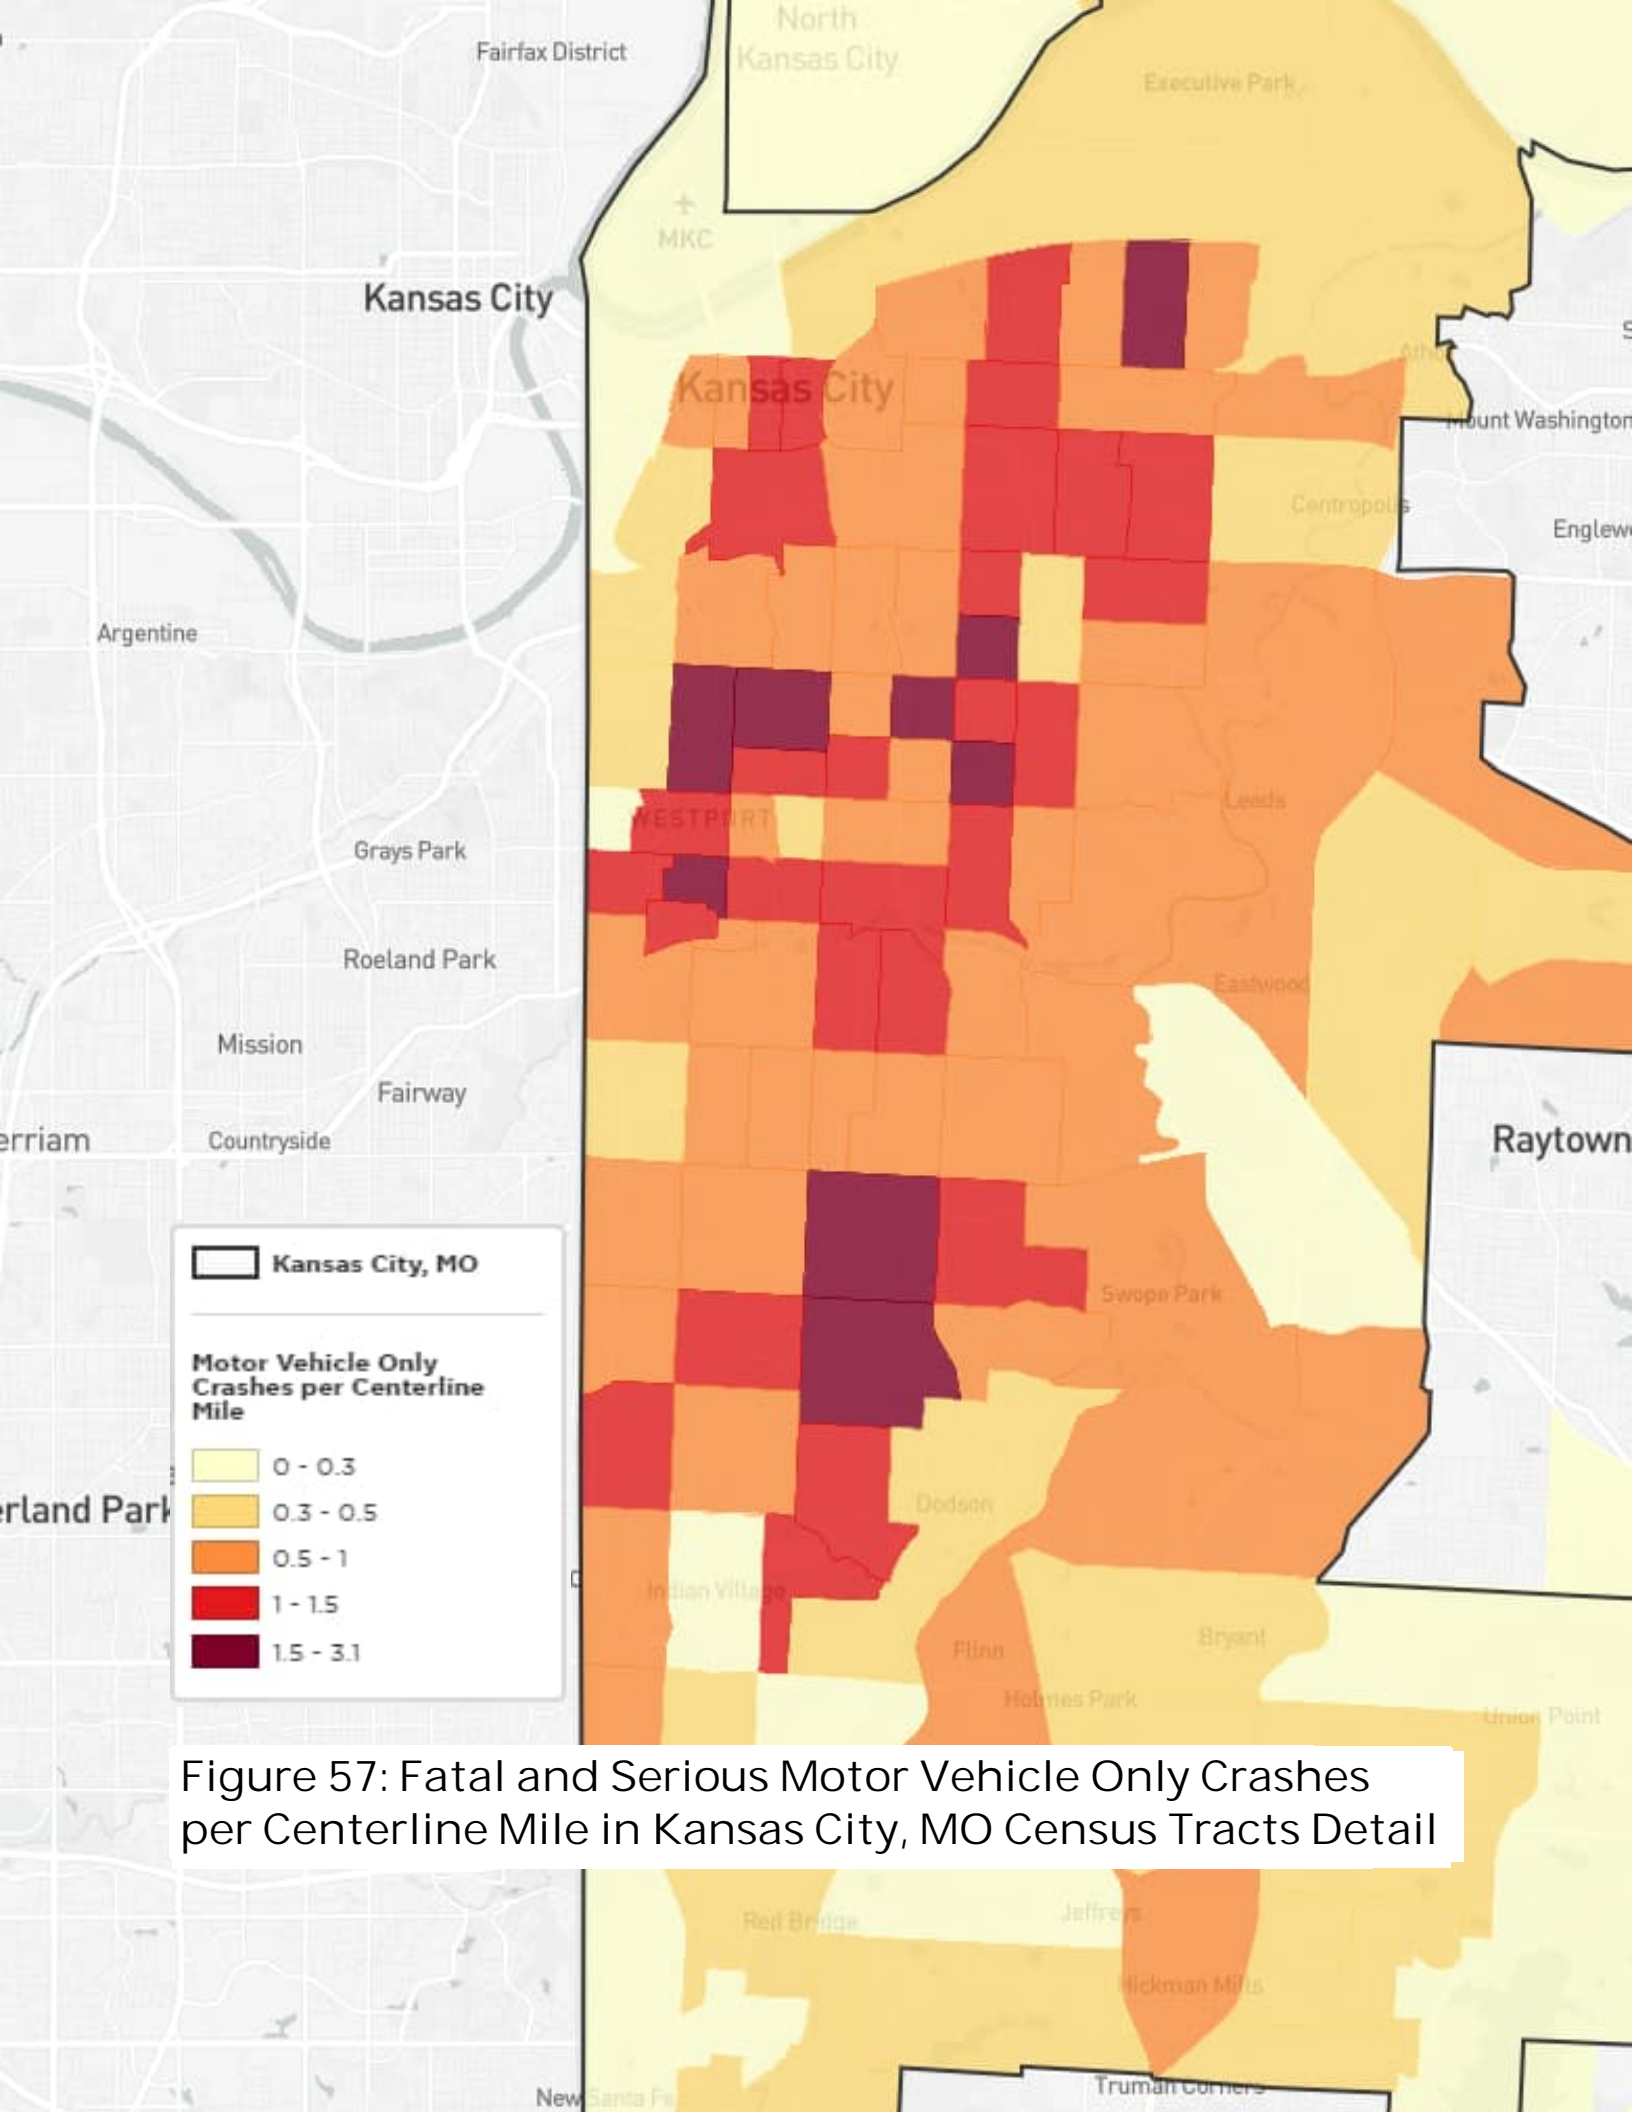 North
Kansas City
Fairfax District
Executive Park
MKC
Kansas City
Kansas City
Mount Washington
Centropolis
Argentine
WESTPORT
Leeds
Grays Park
Roeland Park
Eastwood
Mission
Fairway
Countryside
Raytown
Swope Park
Kansas City, MO
Motor Vehicle Only
Crashes per Centerline
Mile
0 - 0.3
0.3 - 0.5
0.5 - 1
1 - 1.5
1.5 - 3.1
Dodson
Indian Village
Bryant
Flinn
Holmes Park
Union Point
Figure 57: Fatal and Serious Motor Vehicle Only Crashes
per Centerline Mile in Kansas City, MO Census Tracts Detail
Red Bridge
Jeffreys
Hickman Mills
Truman Corners
New Santa Fe